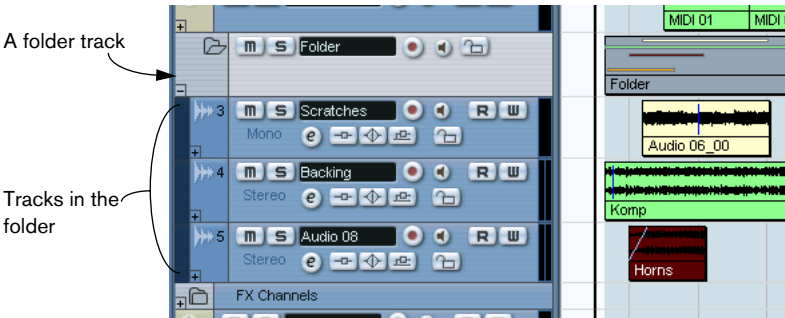 MIDI 01 MIDI
A folder track
m S Folder
Folder
3 m S Scratches R W
Mono e
Audio 06_00
4 m S Backing R W
Stereo e
Komp
Tracks in the
folder
5 m S Audio 08 R W
Stereo e
Horns
FX Channels